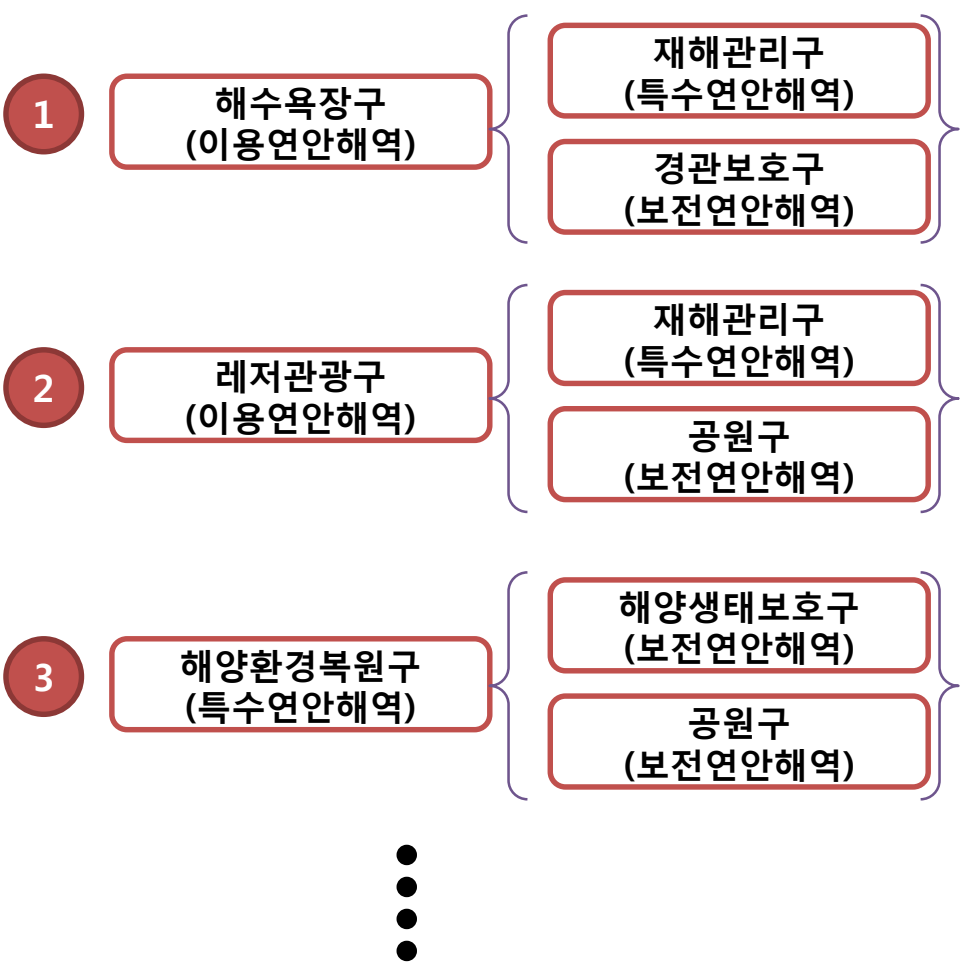 1
해수욕장구
(이용연안해역)
재해관리구
(특수연안해역)
경관보호구
(보전연안해역)
2
레저관광구
(이용연안해역)
재해관리구
(특수연안해역)
공원구
(보전연안해역)
3
해양환경복원구
(특수연안해역)
해양생태보호구
(보전연안해역)
공원구
(보전연안해역)